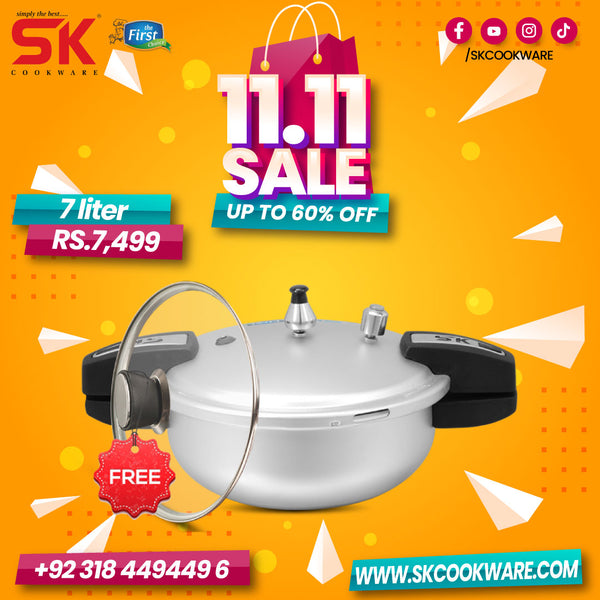 simply the best.....
SK®
COOKWARE
the
First
Choice
/SKCOOKWARE
11.11
SALE
UP TO 60% OFF
7 liter
RS.7,499
SK
FREE
+92 318 449449 6
WWW.SKCOOKWARE.COM